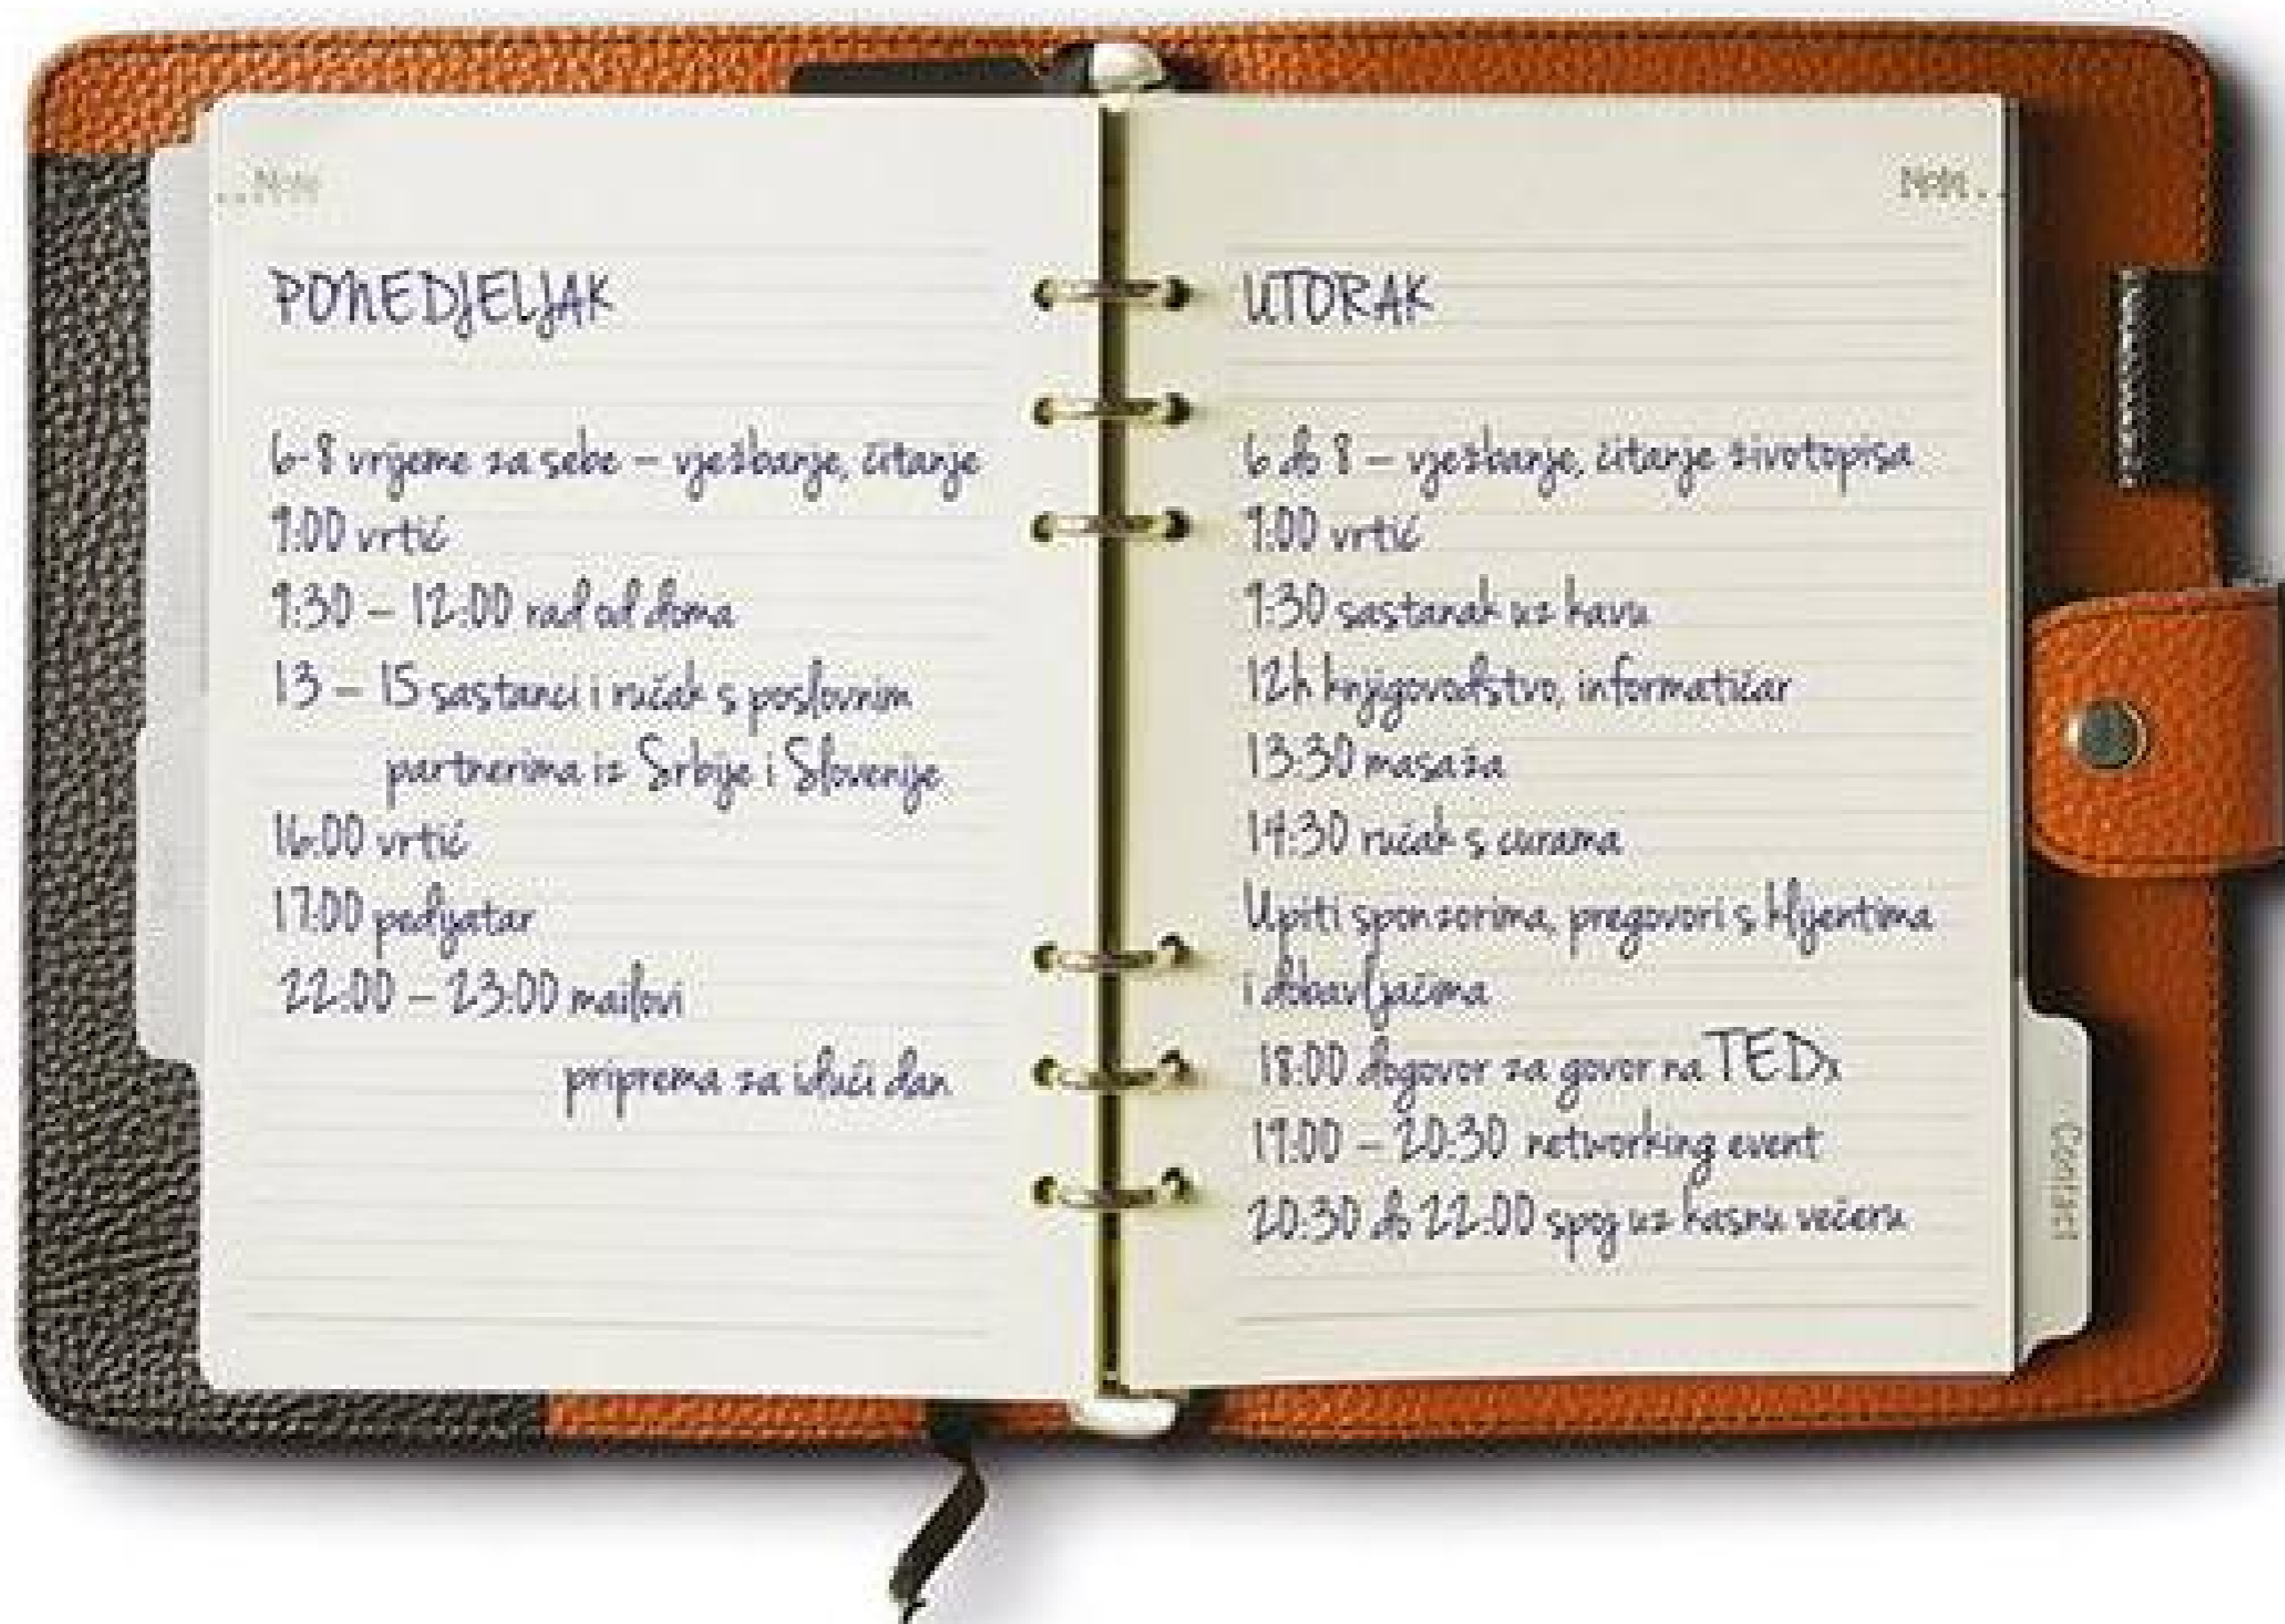 ..Note
PONEDJELJAK
6-8 vrijeme za sebe – vježbanje, čitanje
9:00 vrtić
9:30 – 12:00 rad od doma
13 – 15 sastanci i ručak s poslovnim
partnerima iz Srbije i Slovenije
16:00 vrtić
17:00 pedijatar
22:00 – 23:00 mailovi
priprema za idući dan
Note..
UTORAK
6 do 8 – vježbanje, čitanje životopisa
9:00 vrtić
9:30 sastanak uz kavu
12h knjigovodstvo, informatičar
13:30 masaža
14:30 ručak s curama
Upiti sponzorima, pregovori s klijentima
i dobavljačima
18:00 dogovor za govor na TEDx
19:00 – 20:30 networking event
20:30 do 22:00 spoj uz kasnu večeru
Contact